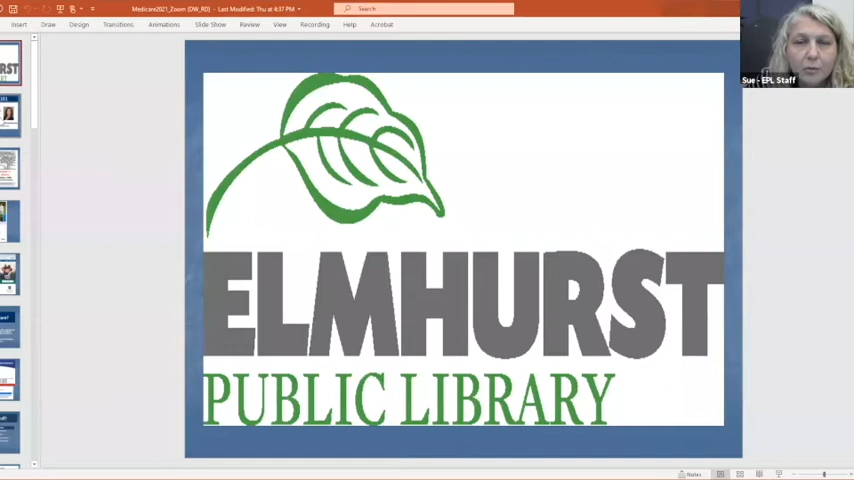 Medicare2021_Zoom (DW_RD) - Last Modified: Thu at 4:37 PM
Search
Insert Draw Design Transitions Animations Slide Show Review View Recording Help Acrobat
Sue - EPL Staff
ELMHURST
PUBLIC LIBRARY
Notes